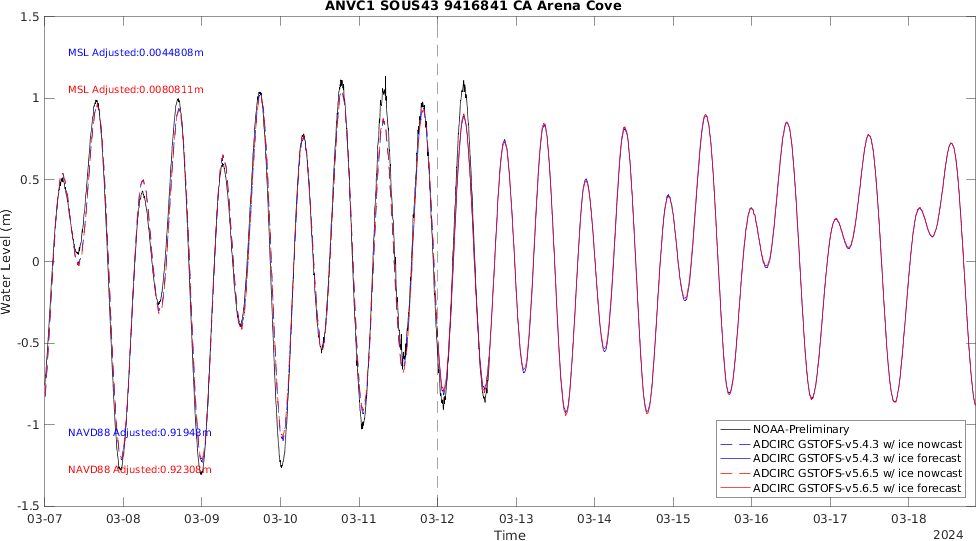 ANVC1 SOUS43 9416841 CA Arena Cove
1.5
1
0.5
0
-0.5
-1
-1.5
Water Level (m)
MSL Adjusted:0.0044808m
MSL Adjusted:0.0080811m
NAVD88 Adjusted:0.91943m
NAVD88 Adjusted:0.92308m
NOAA-Preliminary
ADCIRC GSTOFS-v5.4.3 w/ ice nowcast
ADCIRC GSTOFS-v5.4.3 w/ ice forecast
ADCIRC GSTOFS-v5.6.5 w/ ice nowcast
ADCIRC GSTOFS-v5.6.5 w/ ice forecast
03-07 03-08 03-09 03-10 03-11 03-12 03-13 03-14 03-15 03-16 03-17 03-18
Time
2024